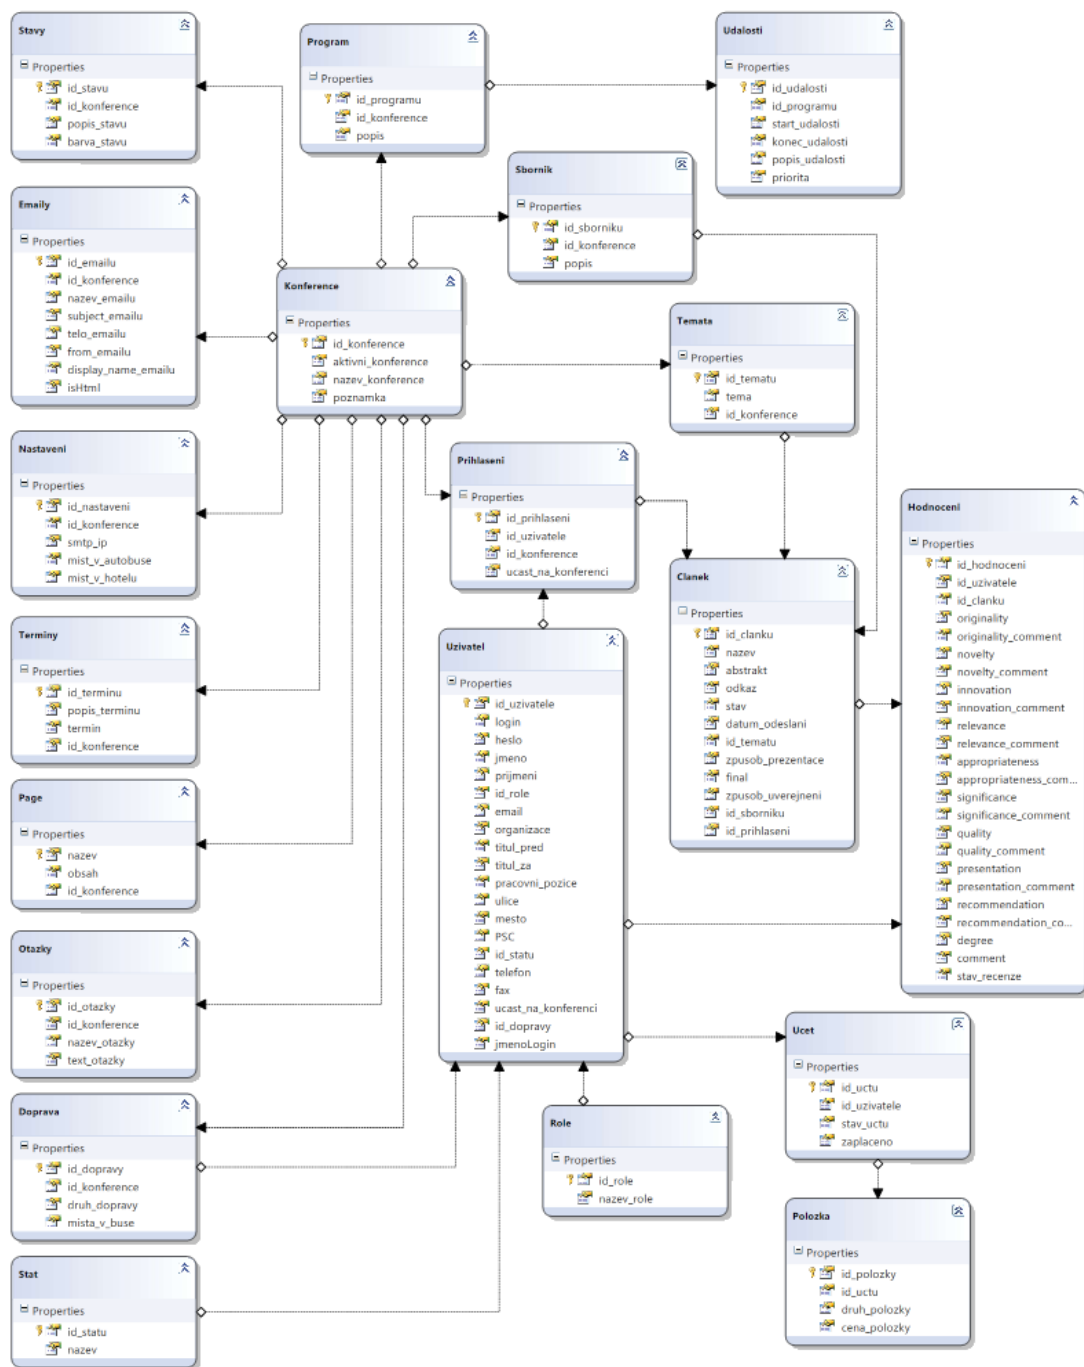 Stavy
Properties
id_stavu
id_konference
popis_stavu
barva_stavu
Program
Properties
id_programu
id_konference
popis
Udalosti
Properties
id_udalosti
id_programu
start_udalosti
konec_udalosti
popis_udalosti
priorita
Emaily
Properties
id_emailu
id_konference
nazev_emailu
subject_emailu
telo_emailu
from_emailu
display_name_emailu
isHtml
Sbornik
Properties
id_sborniku
id_konference
popis
Konference
Properties
id_konference
aktivni_konference
nazev_konference
poznamka
Temata
Properties
id_tematu
tema
id_konference
Nastaveni
Properties
id_nastaveni
id_konference
smtp_ip
mist_v_autobuse
mist_v_hotelu
Prihlaseni
Properties
id_prihlaseni
id_uzivatele
id_konference
ucast_na_konferenci
Hodnoceni
Properties
id_hodnoceni
id_uzivatele
id_clanku
originality
originality_comment
novelty
novelty_comment
innovation
innovation_comment
relevance
relevance_comment
appropriateness
appropriateness_com...
significance
significance_comment
quality
quality_comment
presentation
presentation_comment
recommendation
recommendation_co...
degree
comment
stav_recenze
Clanek
Properties
id_clanku
nazev
abstrakt
odkaz
stav
datum_odeslani
id_tematu
zpusob_prezentace
final
zpusob_uverejneni
id_sborniku
id_prihlaseni
Terminy
Properties
id_terminu
popis_terminu
termin
id_konference
Uzivatel
Properties
id_uzivatele
login
heslo
jmeno
prijmeni
id_role
email
organizace
titul_pred
titul_za
pracovni_pozice
ulice
mesto
PSC
id_statu
telefon
fax
ucast_na_konferenci
id_dopravy
jmenoLogin
Page
Properties
nazev
obsah
id_konference
Otazky
Properties
id_otazky
id_konference
nazev_otazky
text_otazky
Ucet
Properties
id_uctu
id_uzivatele
stav_uctu
zaplaceno
Doprava
Properties
id_dopravy
id_konference
druh_dopravy
mista_v_buse
Role
Properties
id_role
nazev_role
Polozka
Properties
id_polozky
id_uctu
druh_polozky
cena_polozky
Stat
Properties
id_statu
nazev